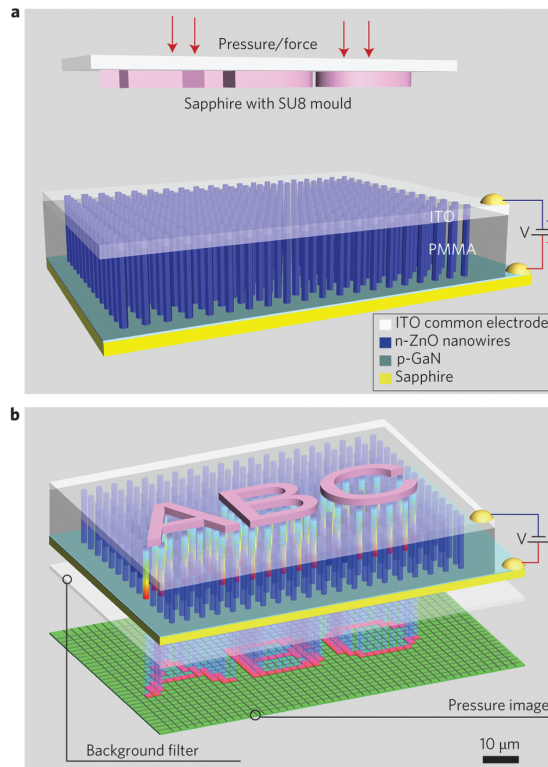 a
Pressure/force
Sapphire with SU8 mould
ITO
V
PMMA
ITO common electrode
n-ZnO nanowires
p-GaN
Sapphire
b
ABC
V
ABC
Pressure image
Background filter
10 µm